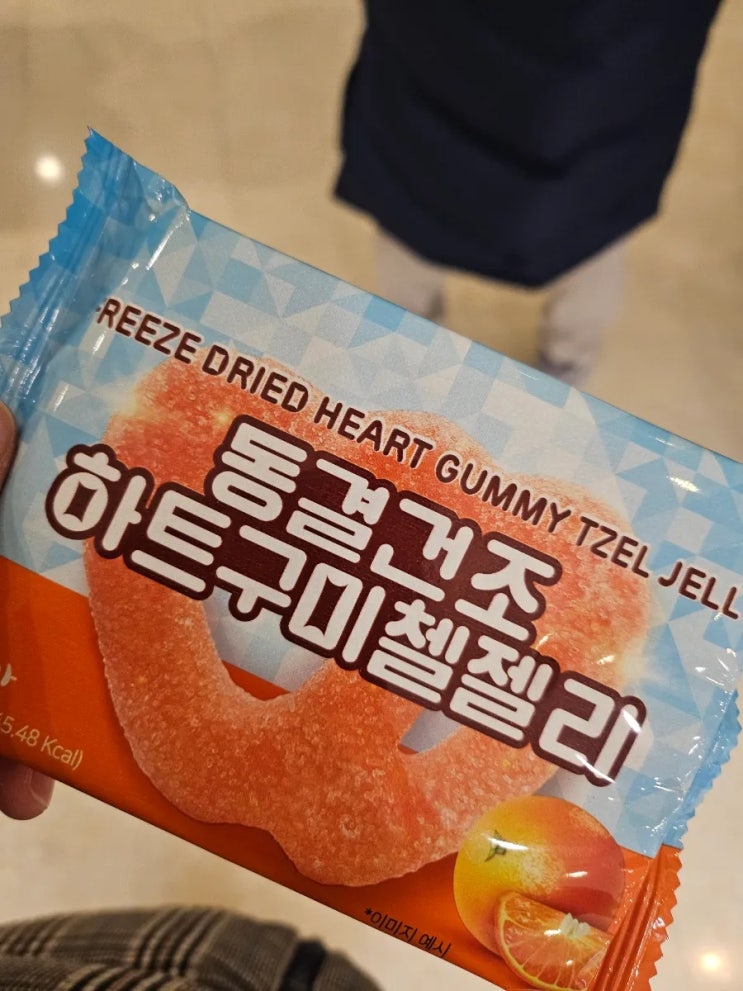 REEZE DRIED HEART GUMMY TZEL JELL
동결건조
하트구미쳴젤리
5.48 Kcal)
*이미지 예시